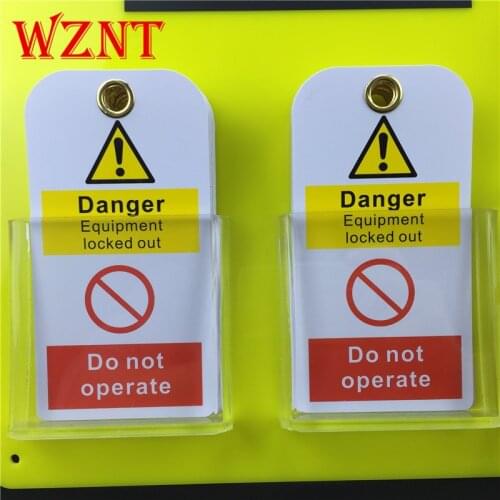 WZNT
Danger
Equipment
locked out
Do not
operate
Danger
Equipment
locked out
Do not
operate